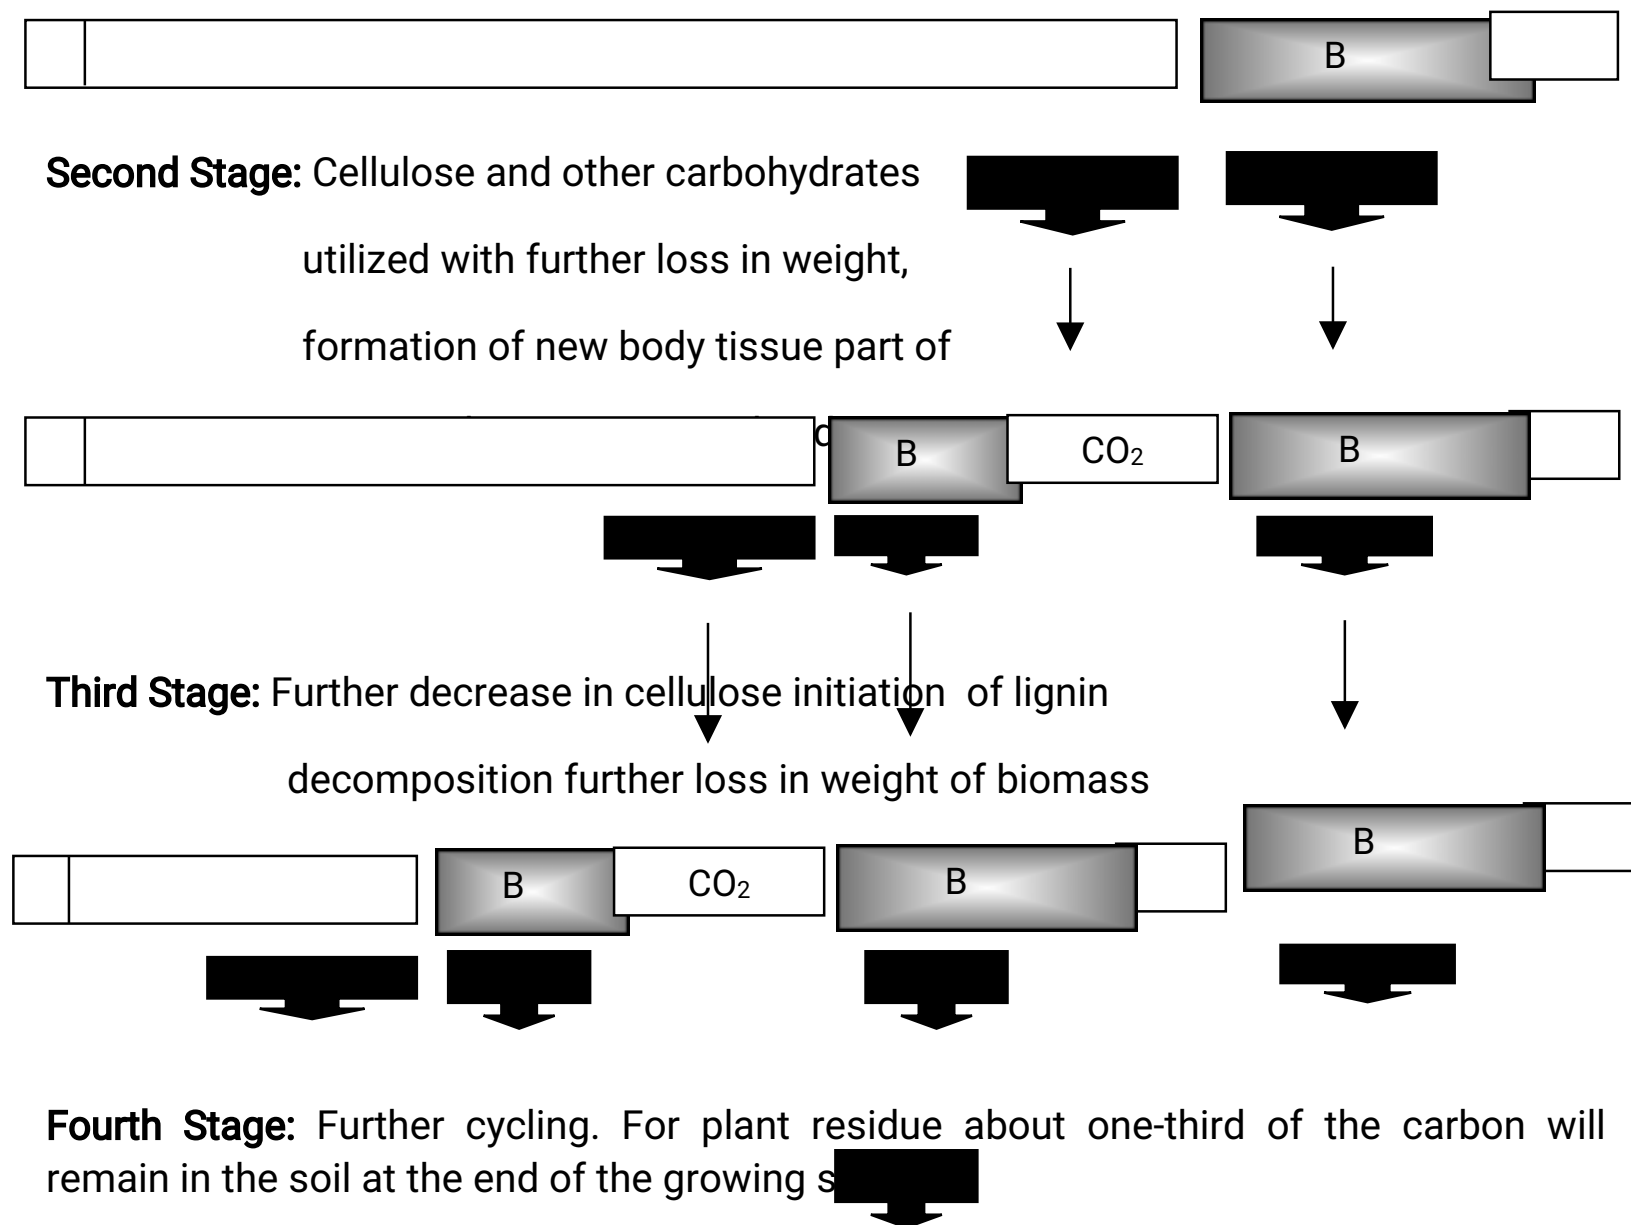 B
Second Stage: Cellulose and other carbohydrates
utilized with further loss in weight,
formation of new body tissue part of
B CO₂ B
Third Stage: Further decrease in cellulose initiation of lignin
decomposition further loss in weight of biomass
B
B CO₂ B
Fourth Stage: Further cycling. For plant residue about one-third of the carbon will
remain in the soil at the end of the growing